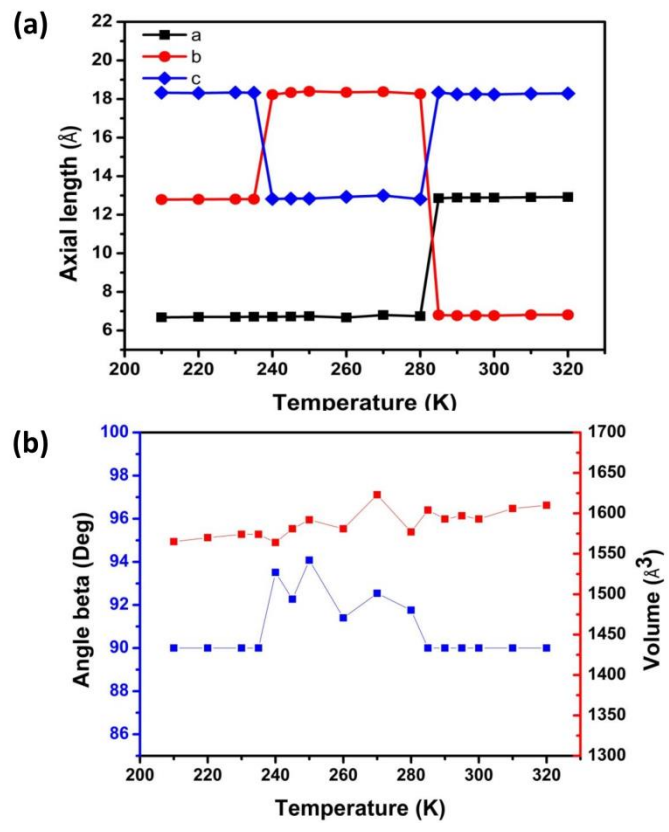 (a)
a
b
c
22
20
18
16
14
12
10
8
6
Axial length (Å)
200 220 240 260 280 300 320
Temperature (K)
(b)
100
98
96
94
92
90
88
86
Angle beta (Deg)
1700
1650
1600
1550
1500
1450
1400
1350
1300
Volume (Å3)
200 220 240 260 280 300 320
Temperature (K)